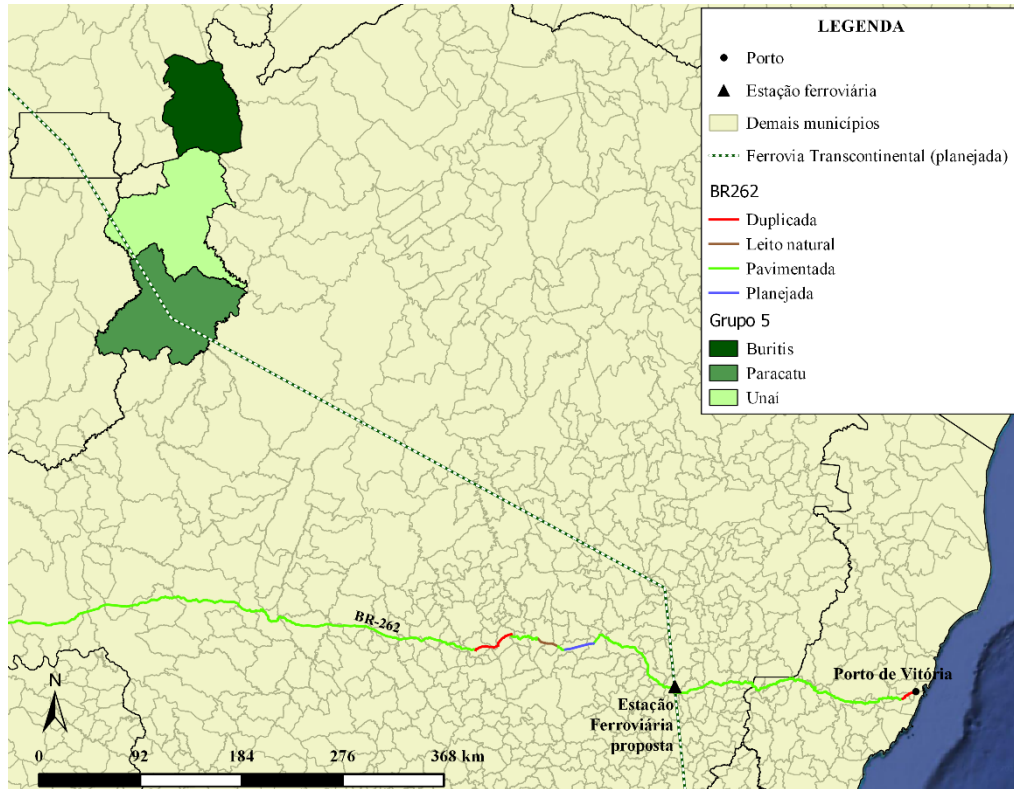 LEGENDA
Porto
Estação ferroviária
Demais municípios
Ferrovia Transcontinental (planejada)
BR262
Duplicada
Leito natural
Pavimentada
Planejada
Grupo 5
Buritis
Paracatu
Unaí
BR-262
Porto de Vitória
Estação
Ferroviária
proposta
N
0 92 184 276 368 km